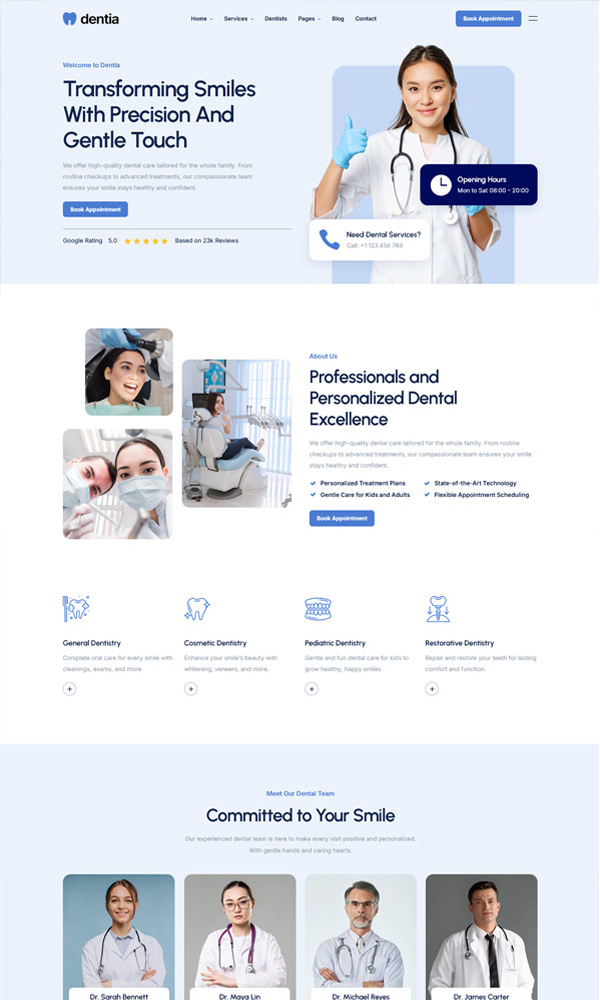 dentia
Home
Services
Dentists
Pages
Blog
Contact
Book Appointment
Welcome to Dentia
Transforming Smiles
With Precision And
Gentle Touch
We offer high-quality dental care tailored for the whole family. From
routine checkups to advanced treatments, our compassionate team
ensures your smile stays healthy and confident.
Book Appointment
Google Rating 5.0 Based on 23k Reviews
Opening Hours
Mon to Sat 08:00 - 20:00
Need Dental Services?
Call: +1 123 456 789
About Us
Professionals and
Personalized Dental
Excellence
We offer high-quality dental care tailored for the whole family. From routine
checkups to advanced treatments, our compassionate team ensures your smile
stays healthy and confident.
Personalized Treatment Plans
State-of-the-Art Technology
Gentle Care for Kids and Adults
Flexible Appointment Scheduling
Book Appointment
General Dentistry
Complete oral care for every smile with
cleanings, exams, and more.
Cosmetic Dentistry
Enhance your smile's beauty with
whitening, veneers, and more.
Pediatric Dentistry
Gentle and fun dental care for kids to
grow healthy, happy smiles.
Restorative Dentistry
Repair and restore your teeth for lasting
comfort and function.
Meet Our Dental Team
Committed to Your Smile
Our experienced dental team is here to make every visit positive and personalized.
With gentle hands and caring hearts.
Dr. Sarah Bennett
Dr. Maya Lin
Dr. Michael Reyes
Dr. James Carter